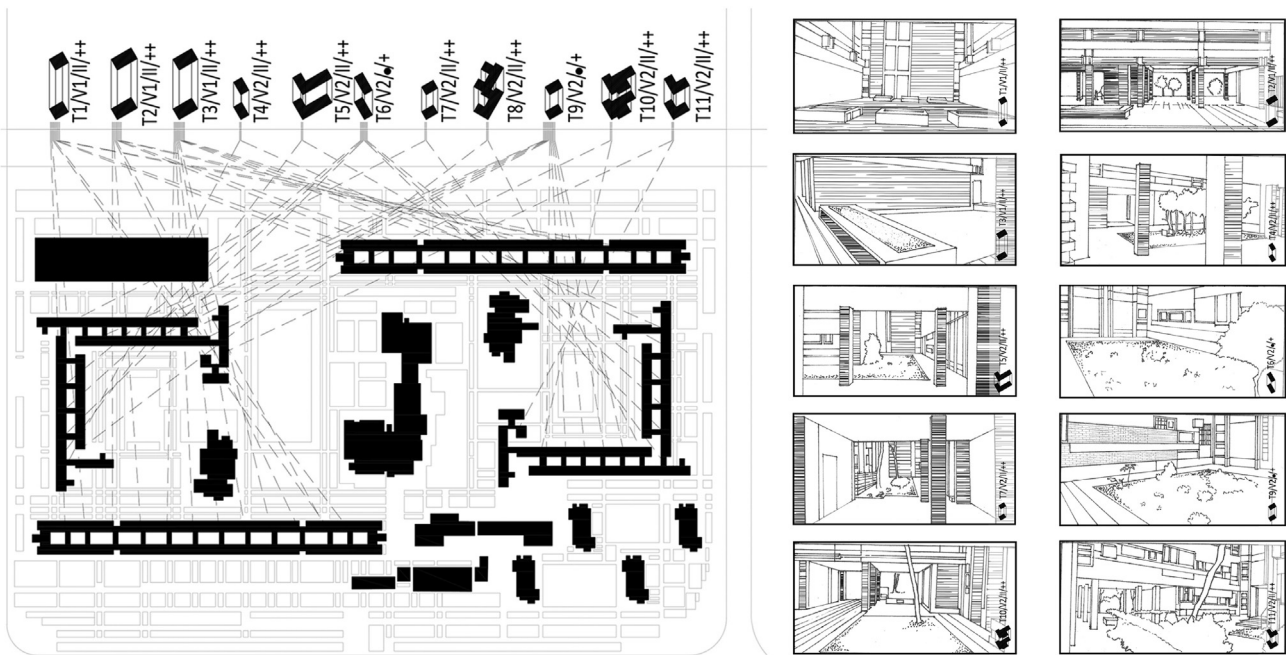 T1/V1/II/++
T2/V1/II/++
T3/V1/II/++
T4/V2/II/++
T5/V2/II/++
T6/V2/●/+
T7/V2/II/++
T8/V2/II/++
T9/V2/●/+
T10/V2/II/++
T11/V2/II/++
T1/V1/II/++
T2/V1/II/++
T3/V1/II/++
T4/V2/II/++
T5/V2/II/++
T6/V2/●/+
T7/V2/II/++
T9/V2/●/+
T10/V2/II/++
T11/V2/II/++